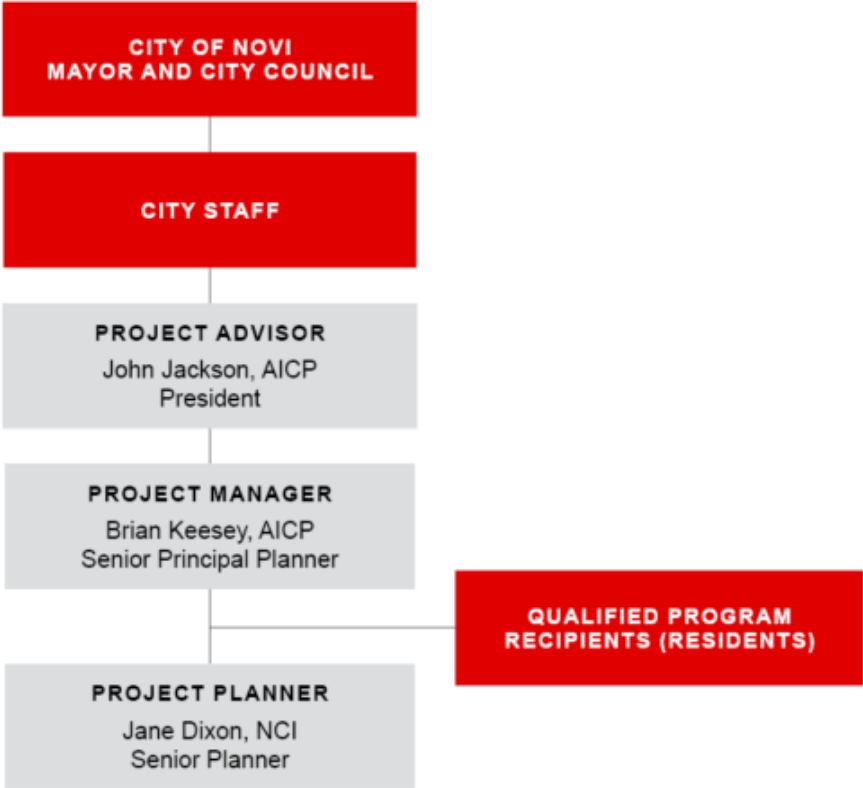 CITY OF NOVI
MAYOR AND CITY COUNCIL
CITY STAFF
PROJECT ADVISOR
John Jackson, AICP
President
PROJECT MANAGER
Brian Keesey, AICP
Senior Principal Planner
QUALIFIED PROGRAM
RECIPIENTS (RESIDENTS)
PROJECT PLANNER
Jane Dixon, NCI
Senior Planner